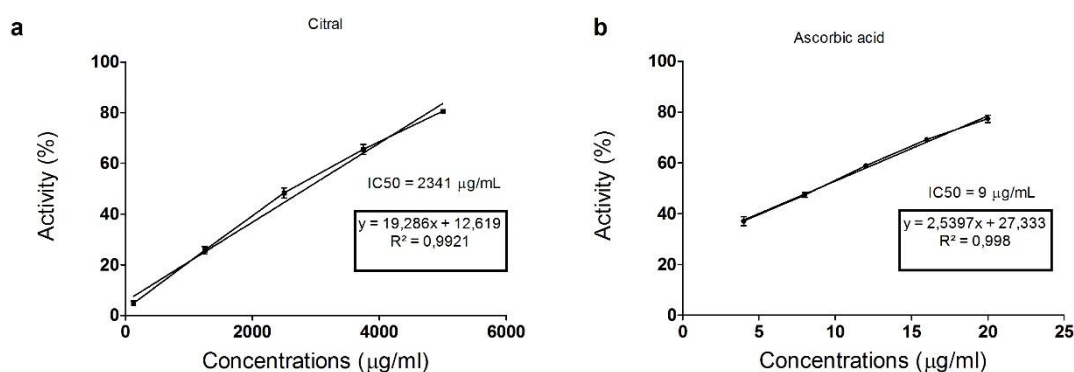 a
Citral
Activity (%)
100
80
60
40
20
0
0
2000
4000
6000
Concentrations (µg/ml)
IC50 = 2341 µg/mL
y = 19,286x + 12,619
R² = 0,9921
b
Ascorbic acid
Activity (%)
100
80
60
40
20
0
0
5
10
15
20
25
Concentrations (µg/ml)
IC50 = 9 µg/mL
y = 2,5397x + 27,333
R² = 0,998